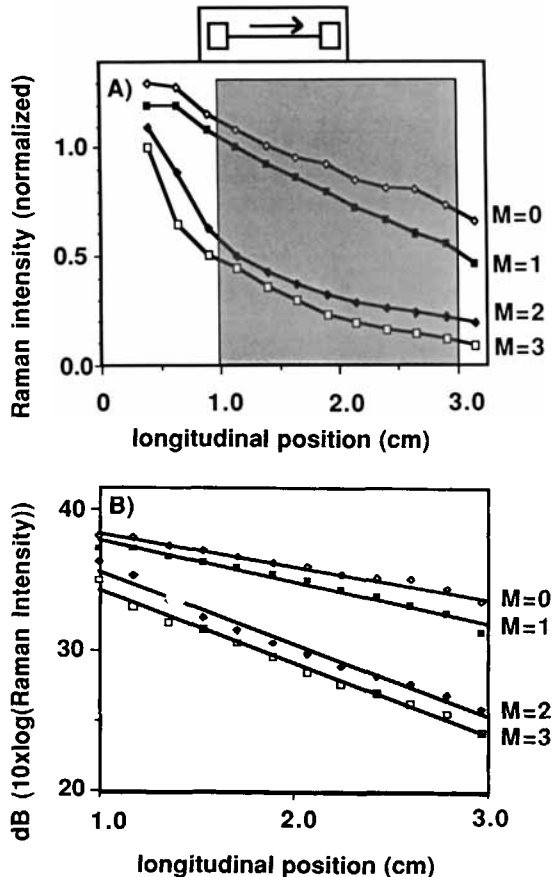 A)
Raman intensity (normalized)
1.0
0.5
0.0
0
1.0
2.0
3.0
longitudinal position (cm)
M=0
M=1
M=2
M=3
B)
dB (10xlog(Raman Intensity))
40
30
20
1.0
2.0
3.0
longitudinal position (cm)
M=0
M=1
M=2
M=3